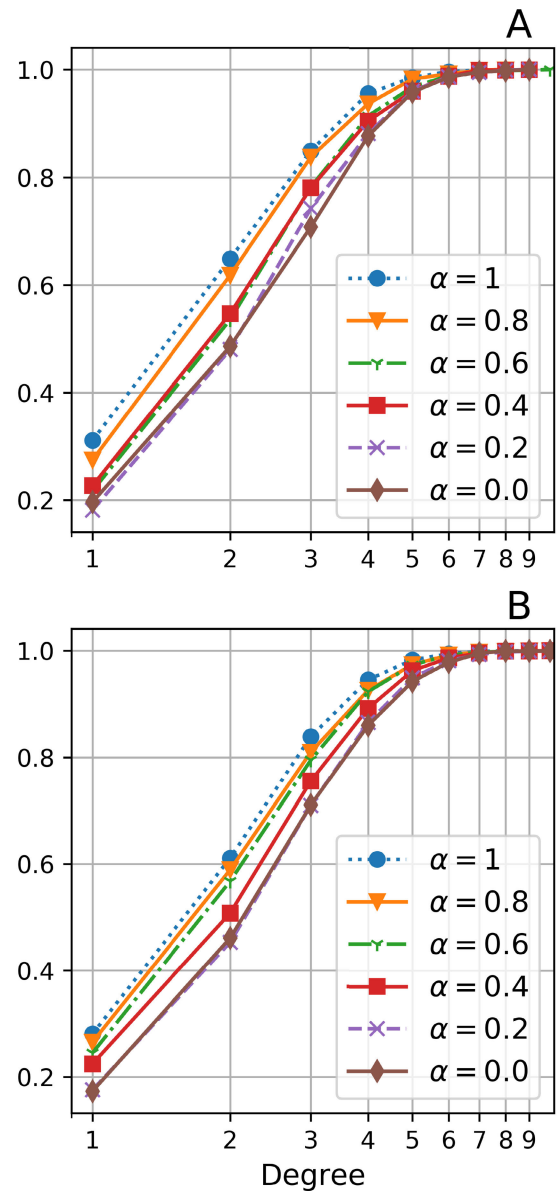 A
1.0
0.8
0.6
0.4
0.2
α = 1
α = 0.8
α = 0.6
α = 0.4
α = 0.2
α = 0.0
1 2 3 4 5 6 7 8 9
B
1.0
0.8
0.6
0.4
0.2
α = 1
α = 0.8
α = 0.6
α = 0.4
α = 0.2
α = 0.0
1 2 3 4 5 6 7 8 9
Degree